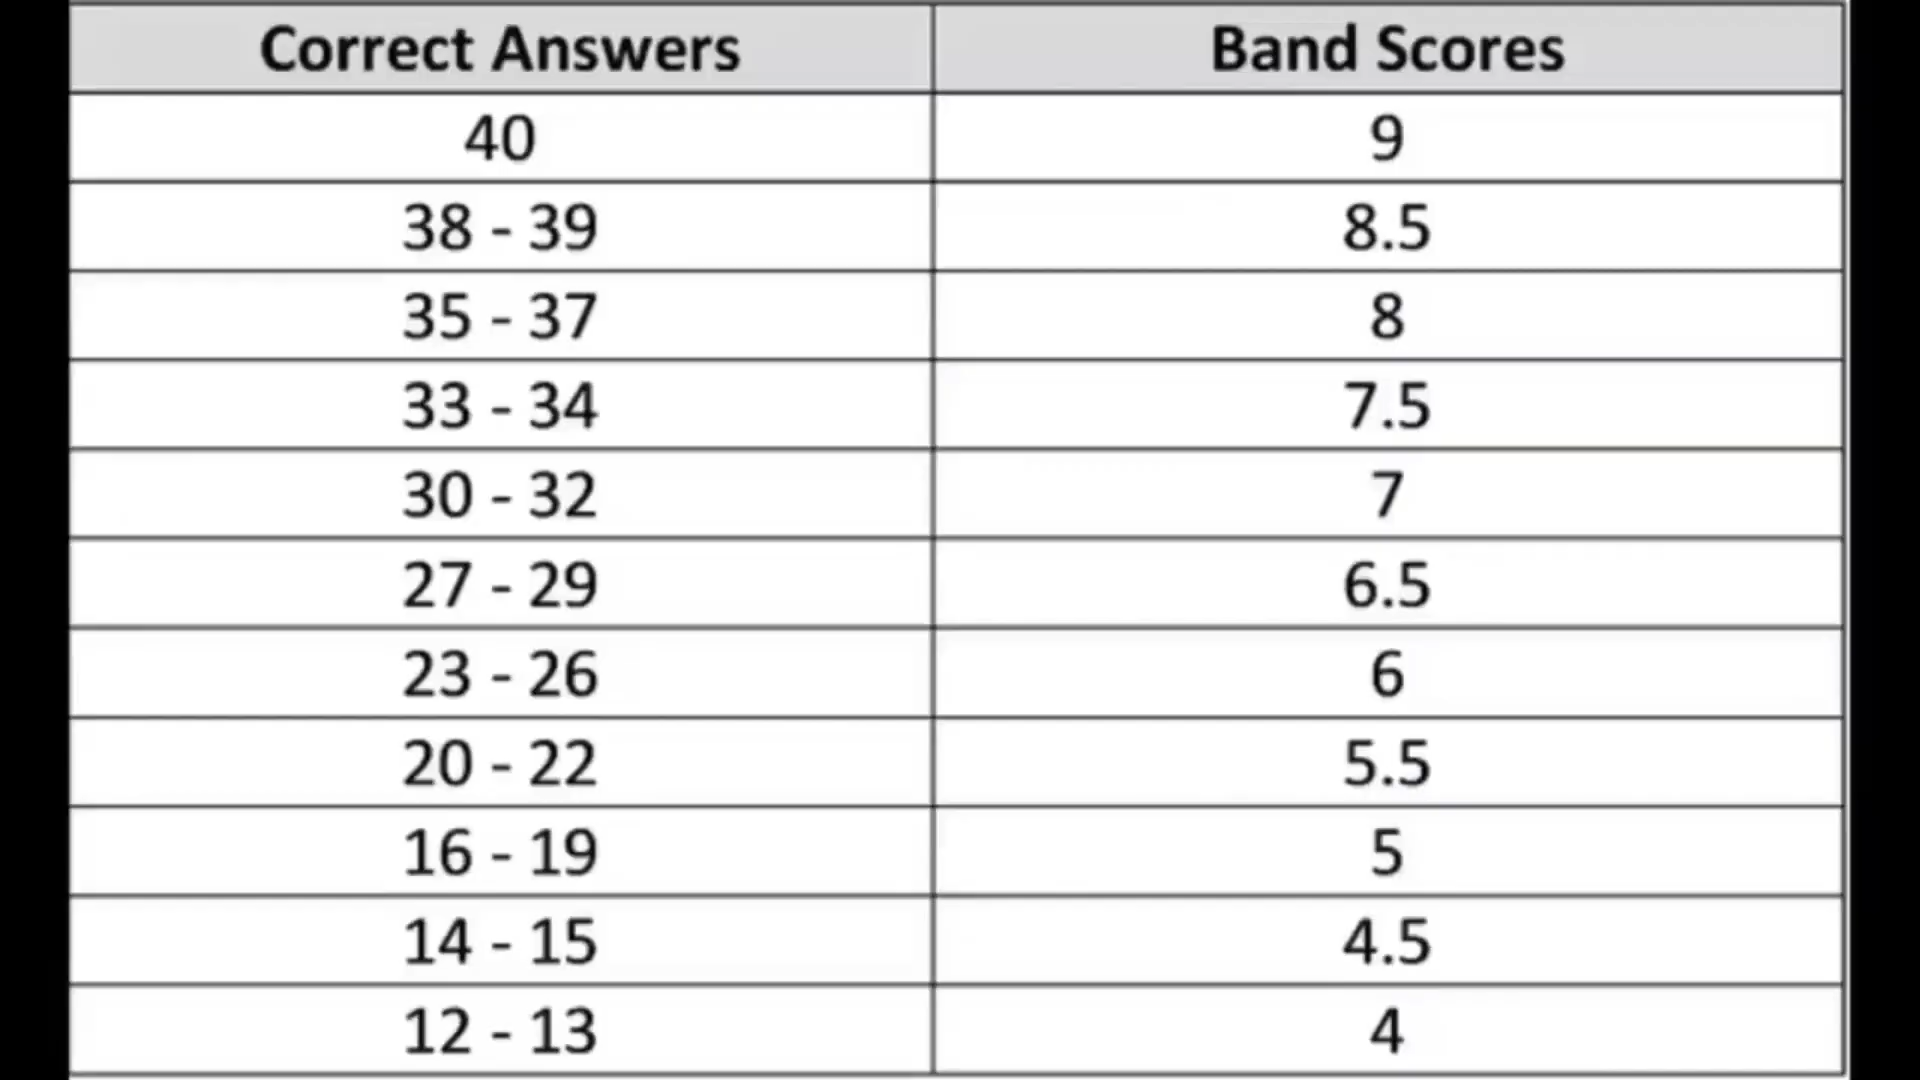 Correct Answers Band Scores
40 9
38 - 39 8.5
35 - 37 8
33 - 34 7.5
30 - 32 7
27 - 29 6.5
23 - 26 6
20 - 22 5.5
16 - 19 5
14 - 15 4.5
12 - 13 4